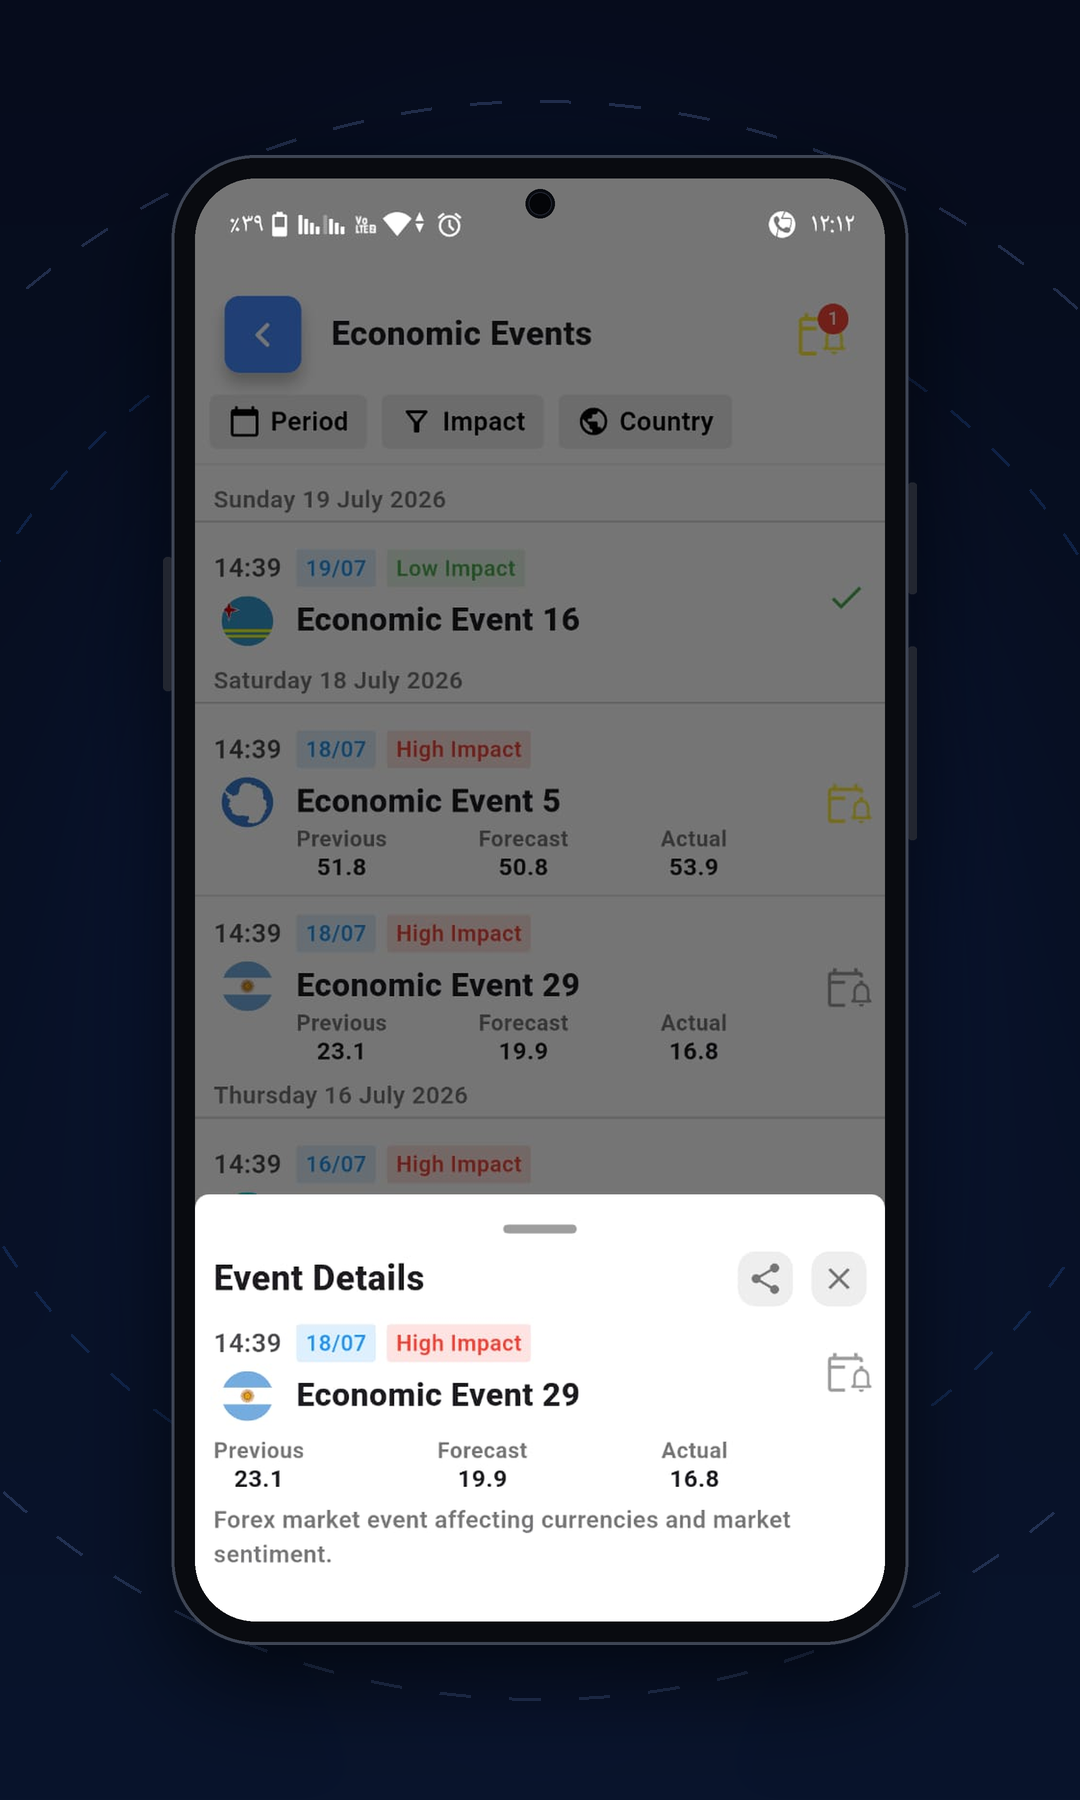 ٪۳۹ Vo LTE2 ۱۲:۱۲
Economic Events 1
Period Impact Country
Sunday 19 July 2026
14:39 19/07 Low Impact
Economic Event 16
Saturday 18 July 2026
14:39 18/07 High Impact
Economic Event 5
Previous Forecast Actual
51.8 50.8 53.9
14:39 18/07 High Impact
Economic Event 29
Previous Forecast Actual
23.1 19.9 16.8
Thursday 16 July 2026
14:39 16/07 High Impact
Event Details
14:39 18/07 High Impact
Economic Event 29
Previous Forecast Actual
23.1 19.9 16.8
Forex market event affecting currencies and market
sentiment.